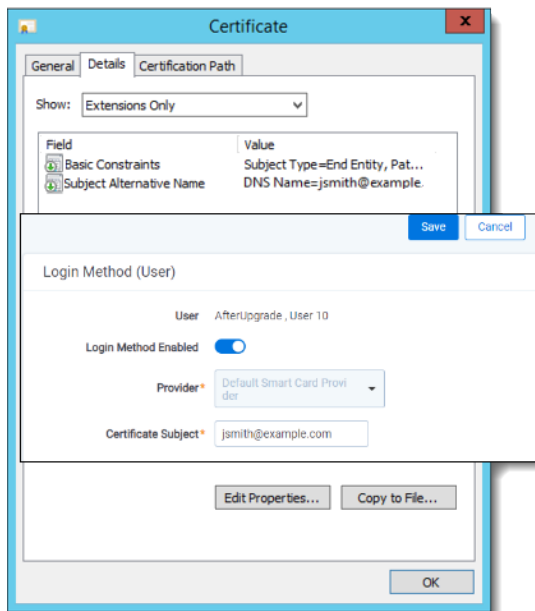 Certificate
x
General Details Certification Path
Show: Extensions Only
Field Value
Basic Constraints Subject Type=End Entity, Pat...
Subject Alternative Name DNS Name=jsmith@example.
Save Cancel
Login Method (User)
User AfterUpgrade , User 10
Login Method Enabled
Provider* Default Smart Card Provi
der
Certificate Subject* jsmith@example.com
Edit Properties... Copy to File...
OK